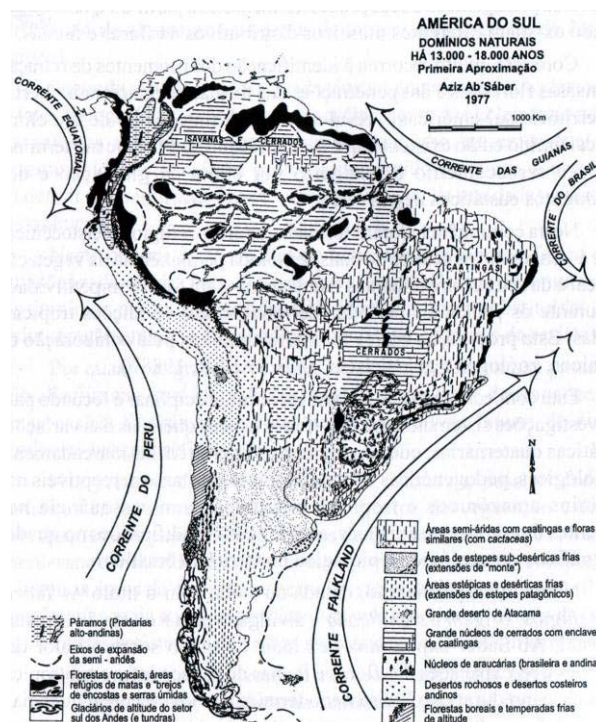 AMÉRICA DO SUL
DOMÍNIOS NATURAIS
HÁ 13.000 - 18.000 ANOS
Primeira Aproximação
Aziz Ab'Sáber
1977
0 1000 Km
CORRENTE EQUATORIAL
SAVANAS E CERRADOS
CORRENTE DAS GUIANAS
CORRENTE DO BRASIL
CAATINGAS
CERRADOS
CORRENTE DO PERU
CORRENTE FALKLAND
N
Páramos (Pradarias
alto-andinas)
Eixos de expansão
da semi - aridês
Florestas tropicais, áreas
refúgios de matas e "brejos"
de encostas e serras úmidas
Glaciários de altitude do setor
sul dos Andes (e tundras)
Áreas semi-áridas com caatingas e floras
similares (com cactaceas)
Áreas de estepes sub-desérticas frias
(extensões de "monte")
Áreas estépicas e desérticas frias
(extensões de estepes patagônicos)
Grande deserto de Atacama
Grande núcleos de cerrados com enclave
e caatingas
Núcleos de araucárias (brasileira e andina
Desertos e semi desertos costeiros
andinos
Florestas boreais e temperadas frias
de altitude